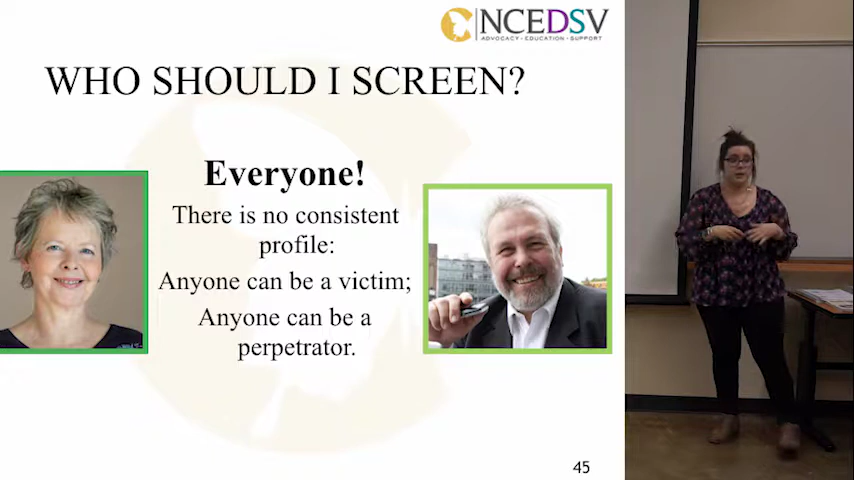 NCEDSV
ADVOCACY • EDUCATION • SUPPORT
WHO SHOULD I SCREEN?
Everyone!
There is no consistent
profile:
Anyone can be a victim;
Anyone can be a
perpetrator.
45